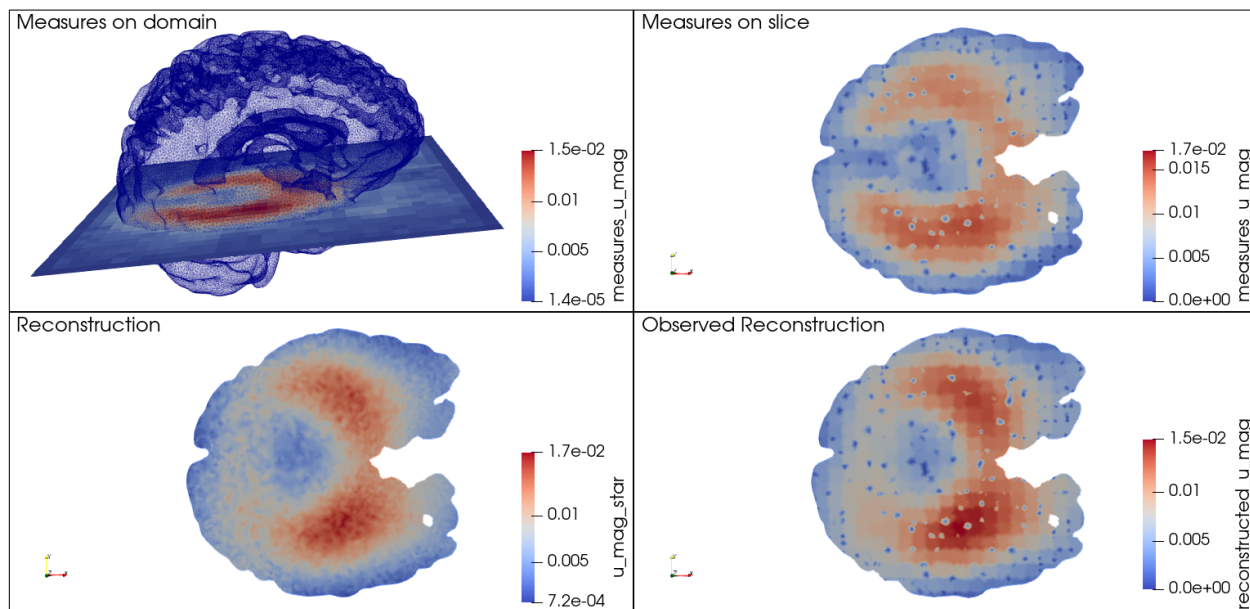 Measures on domain
1.5e-02
0.01
0.005
1.4e-05
measures_u_mag
Measures on slice
1.7e-02
0.015
0.01
0.005
0.0e+00
measures_u_mag
Reconstruction
1.7e-02
0.01
0.005
7.2e-04
u_mag_star
Observed Reconstruction
1.5e-02
0.01
0.005
0.0e+00
reconstructed_u_mag